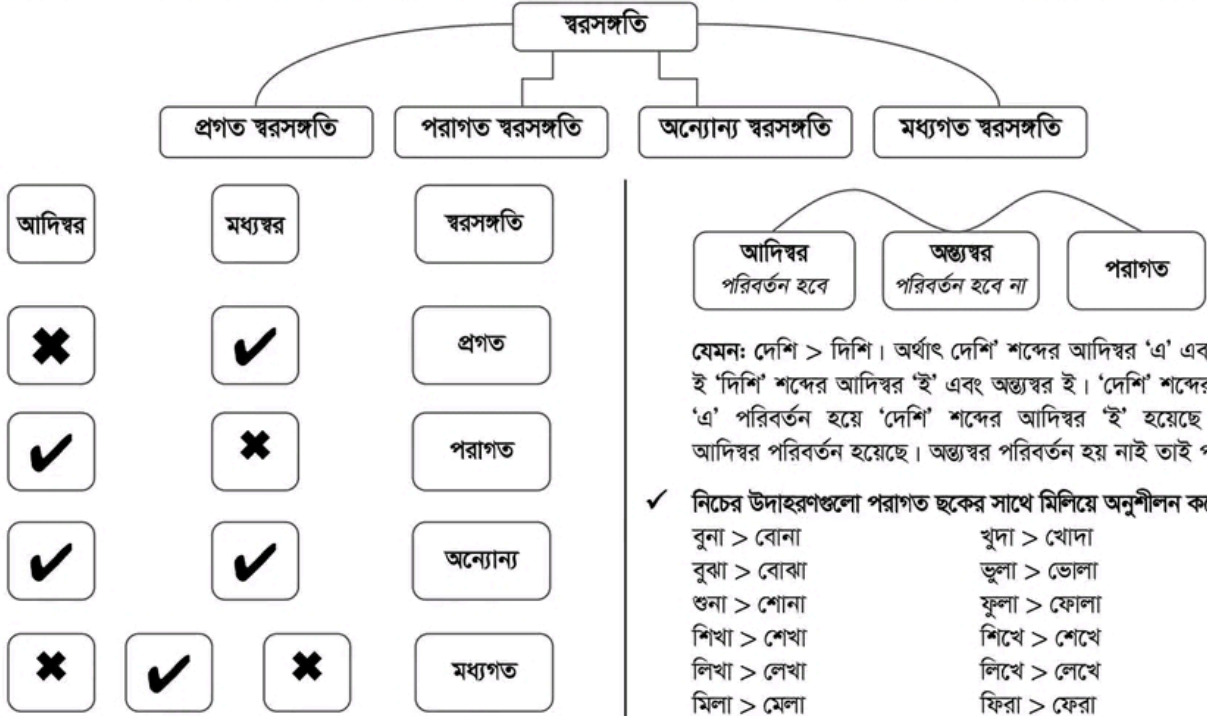 স্বরসঙ্গতি
প্রগত স্বরসঙ্গতি
পরাগত স্বরসঙ্গতি
অন্যোন্য স্বরসঙ্গতি
মধ্যগত স্বরসঙ্গতি
আদিস্বর
মধ্যস্বর
স্বরসঙ্গতি
✖ ✔ প্রগত
✔ ✖ পরাগত
✔ ✔ অন্যোন্য
✖ ✔ ✖ মধ্যগত
আদিস্বর
পরিবর্তন হবে
অন্ত্যস্বর
পরিবর্তন হবে না
পরাগত
যেমন: দেশি > দিশি। অর্থাৎ দেশি’ শব্দের আদিস্বর ‘এ’
ই ‘দিশি’ শব্দের আদিস্বর ‘ই’ এবং অন্ত্যস্বর ই। ‘দেশি’ শব্দের
‘এ’ পরিবর্তন হয়ে ‘দেশি’ শব্দের আদিস্বর ‘ই’ হয়েছে
আদিস্বর পরিবর্তন হয়েছে। অন্ত্যস্বর পরিবর্তন হয় নাই তাই
✓ নিচের উদাহরণগুলো পরাগত ছকের সাথে মিলিয়ে অনুশীলন
বুনা > বোনা খুদা > খোদা
বুঝা > বোঝা ভুলা > ভোলা
শুনা > শোনা ফুলা > ফোলা
শিখা > শেখা শিখে > শেখে
লিখা > লেখা লিখে > লেখে
মিলা > মেলা ফিরা > ফেরা